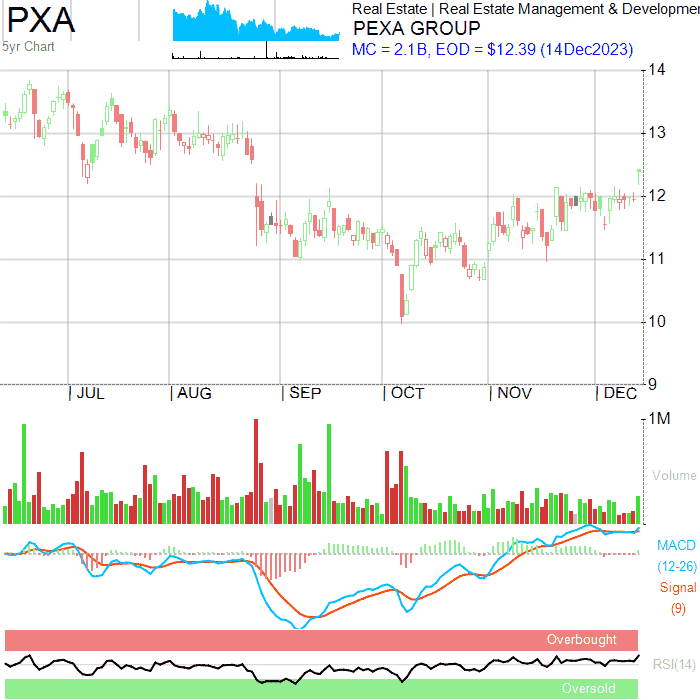 PXA
5yr Chart
Real Estate | Real Estate Management & Developmen
PEXA GROUP
MC = 2.1B, EOD = $12.39 (14Dec2023)
14
13
12
11
10
9
| JUL | AUG | SEP | OCT | NOV | DEC
1M
Volume
MACD
(12-26)
Signal
(9)
Overbought
RSI(14)
Oversold